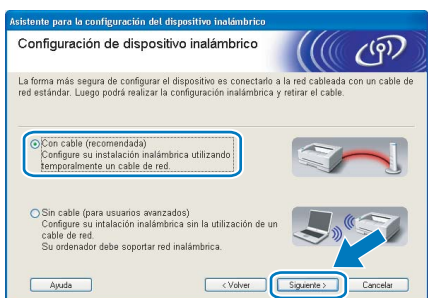 Asistente para la configuración del dispositivo inalámbrico
Configuración de dispositivo inalámbrico
La forma más segura de configurar el dispositivo es conectarlo a la red cableada con un cable de
red estándar. Luego podrá realizar la configuración inalámbrica y retirar el cable.
Con cable (recomendada)
Configure su instalación inalámbrica utilizando
temporalmente un cable de red.
Sin cable (para usuarios avanzados)
Configure su intalación inalámbrica sin la utilización de un
cable de red.
Su ordenador debe soportar red inalámbrica.
Ayuda
< Volver
Siguiente >
Cancelar